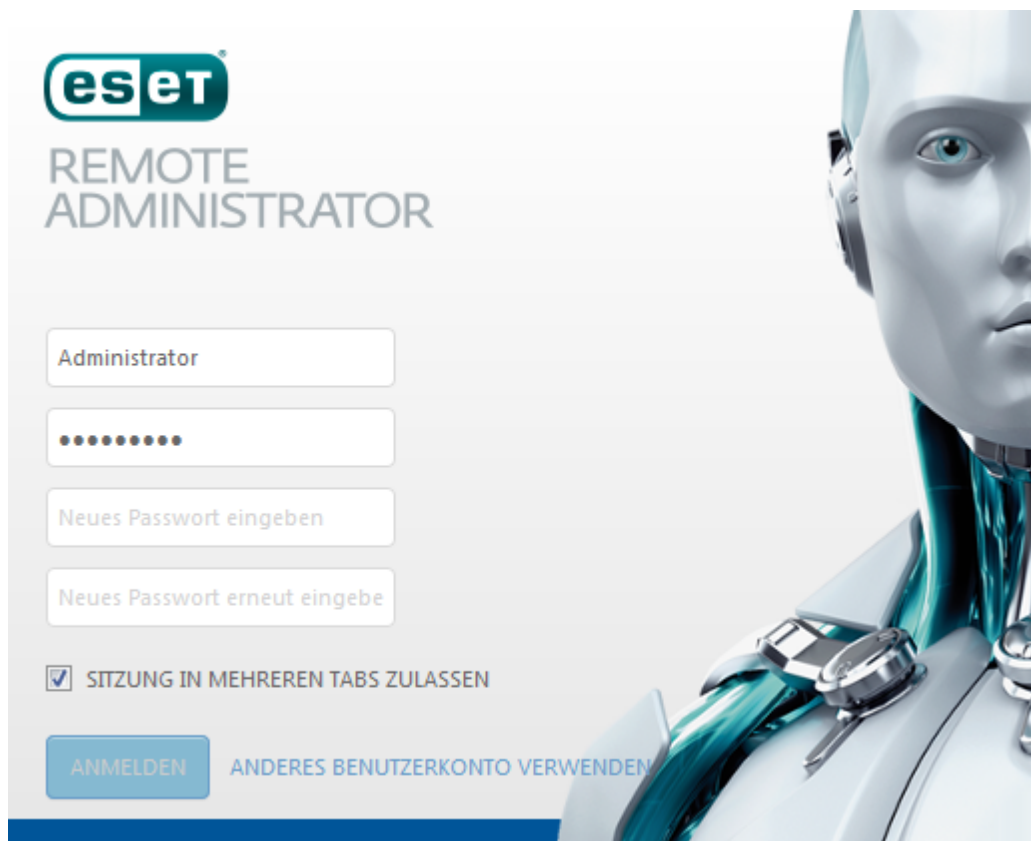 eset®
REMOTE
ADMINISTRATOR
Administrator
•••••••••
Neues Passwort eingeben
Neues Passwort erneut eingebe
SITZUNG IN MEHREREN TABS ZULASSEN
ANMELDEN
ANDERES BENUTZERKONTO VERWENDEN